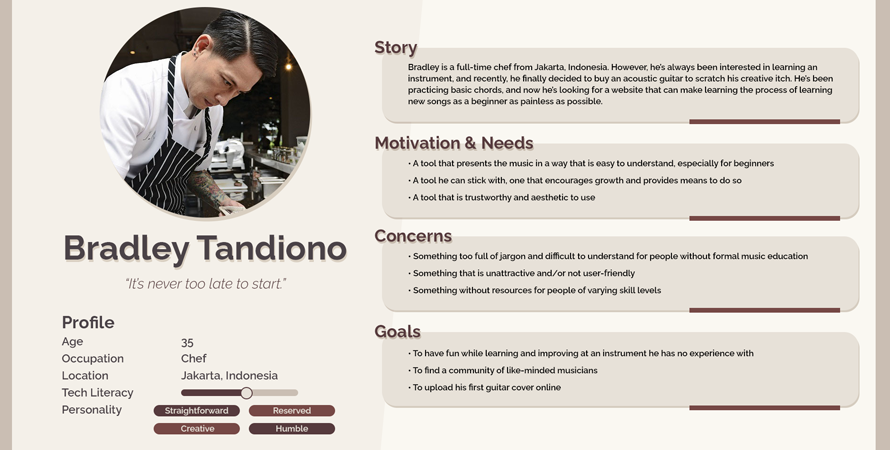 Bradley Tandiono
“It’s never too late to start.”
Profile
Age 35
Occupation Chef
Location Jakarta, Indonesia
Tech Literacy
Personality Straightforward Reserved
Creative Humble
Story
Bradley is a full-time chef from Jakarta, Indonesia. However, he’s always been interested in learning an
instrument, and recently, he finally decided to buy an acoustic guitar to scratch his creative itch. He’s been
practicing basic chords, and now he’s looking for a website that can make learning the process of learning
new songs as a beginner as painless as possible.
Motivation & Needs
• A tool that presents the music in a way that is easy to understand, especially for beginners
• A tool he can stick with, one that encourages growth and provides means to do so
• A tool that is trustworthy and aesthetic to use
Concerns
• Something too full of jargon and difficult to understand for people without formal music education
• Something that is unattractive and/or not user-friendly
• Something without resources for people of varying skill levels
Goals
• To have fun while learning and improving at an instrument he has no experience with
• To find a community of like-minded musicians
• To upload his first guitar cover online